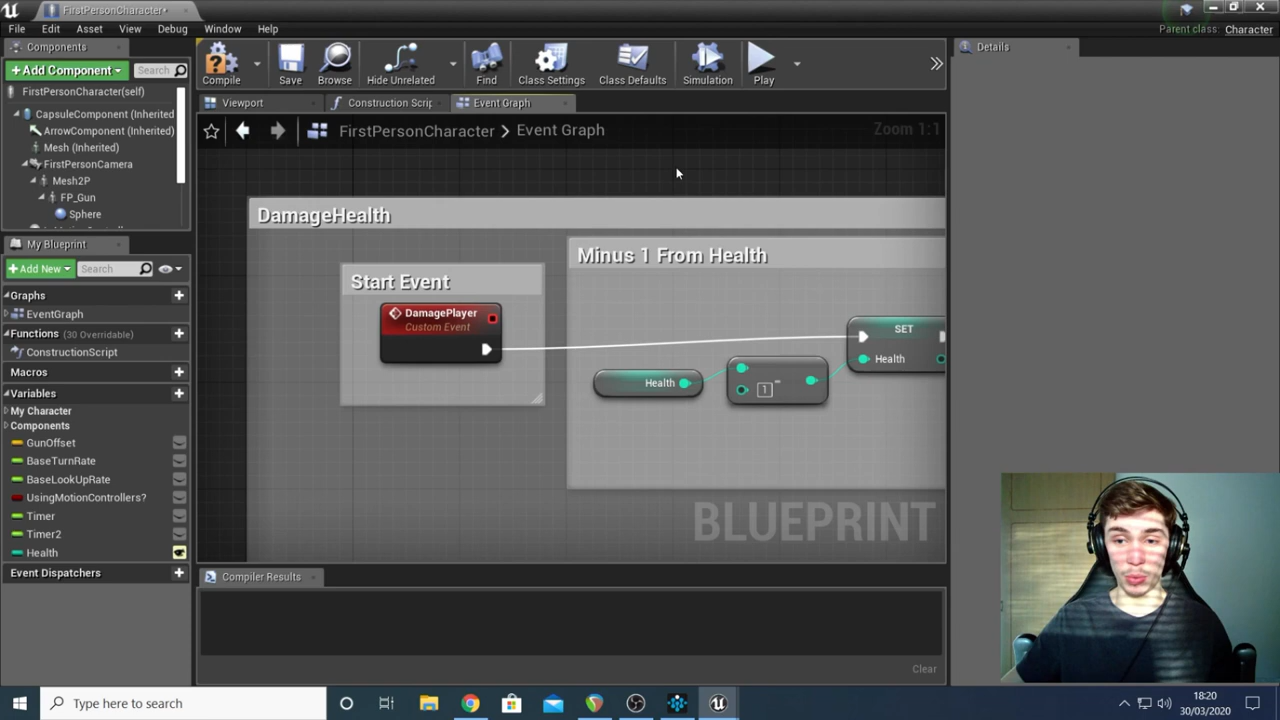 FirstPersonCharacter*
File Edit Asset View Debug Window Help
Parent class: Character
Components
+Add Component
Search
FirstPersonCharacter(self)
CapsuleComponent (Inherited
ArrowComponent (Inherited)
Mesh (Inherited)
FirstPersonCamera
Mesh2P
FP_Gun
Sphere
My Blueprint
+Add New
Search
Graphs
EventGraph
Functions (30 Overridable)
ConstructionScript
Macros
Variables
My Character
Components
GunOffset
BaseTurnRate
BaseLookUpRate
UsingMotionControllers?
Timer
Timer2
Health
Event Dispatchers
Compile Save Browse Hide Unrelated Find Class Settings Class Defaults Simulation Play
Viewport Construction Scrip Event Graph
FirstPersonCharacter > Event Graph
Zoom 1:1
DamageHealth
Minus 1 From Health
Start Event
DamagePlayer
Custom Event
SET
Health
Health
1
-
BLUEPRINT
Compiler Results
Clear
Details
Type here to search
18:20
30/03/2020